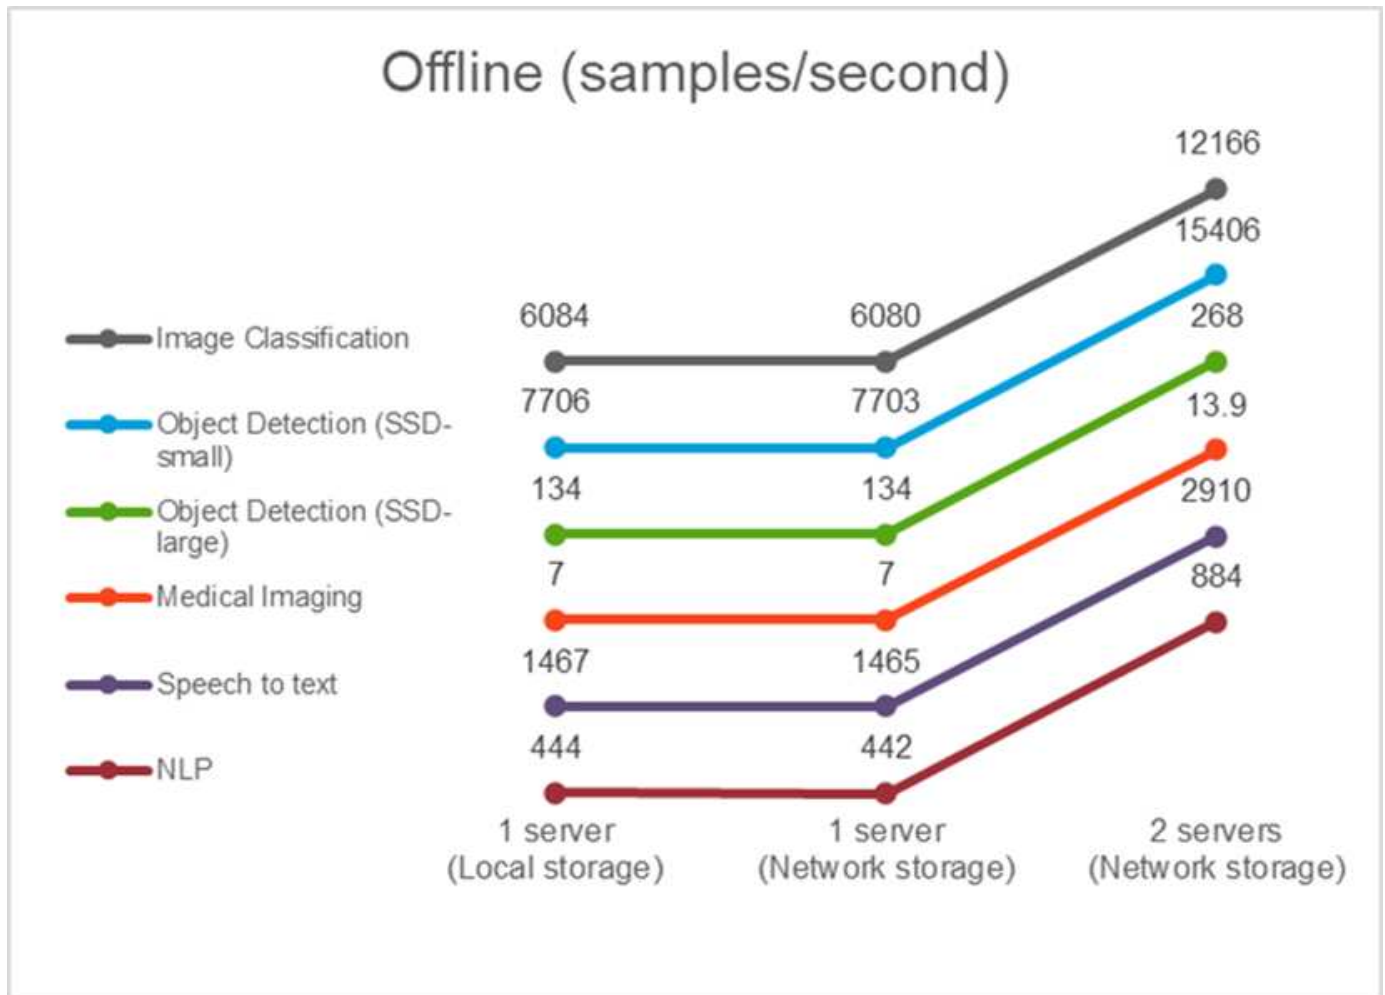 Offline (samples/second)
12166
15406
6084
6080
268
Image Classification
7706
7703
13.9
Object Detection (SSD-
small)
134
134
2910
Object Detection (SSD-
large)
7
7
884
Medical Imaging
1467
1465
Speech to text
444
442
NLP
1 server
(Local storage)
1 server
(Network storage)
2 servers
(Network storage)